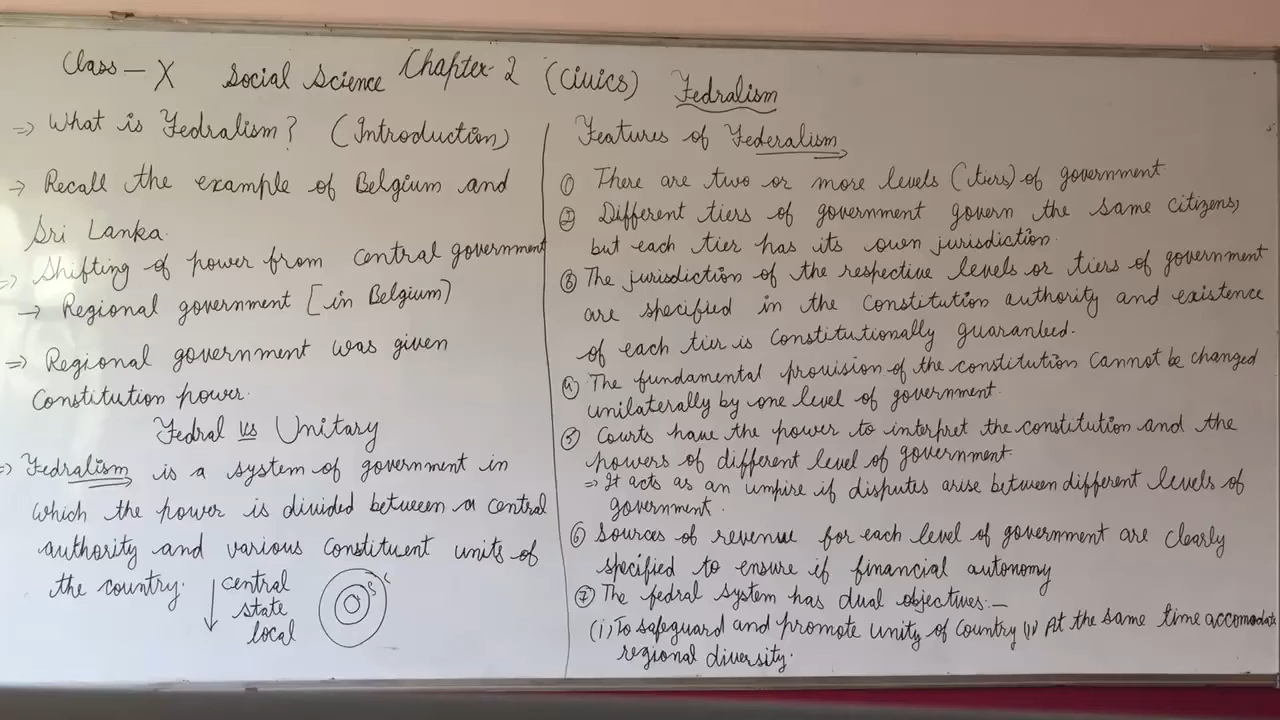 Class - X Social Science Chapter-2 (Civics) Fedralism
=> What is Fedralism? (Introduction)
→ Recall the example of Belgium and
Sri Lanka.
=> Shifting of power from central government
→ Regional government [in Belgium]
=> Regional government was given
Constitution power.
Fedral vs Unitary
=> Fedralism is a system of government in
which the power is divided between a central
authority and various constituent units of
the country.
central
state
local
L S C
Features of Federalism
① There are two or more levels (tiers) of government.
② Different tiers of government govern the same citizens,
but each tier has its own jurisdiction.
③ The jurisdiction of the respective levels or tiers of government
are specified in the Constitution authority and existence
of each tier is Constitutionally guaranteed.
④ The fundamental provision of the constitution cannot be changed
unilaterally by one level of government.
⑤ Courts have the power to interpret the constitution and the
powers of different level of government.
=> It acts as an umpire if disputes arise between different levels of
government.
⑥ Sources of revenue for each level of government are clearly
specified to ensure if financial autonomy
⑦ The fedral system has dual objectives:—
(i) To safeguard and promote unity of Country (ii) At the same time accomodate
regional diversity.